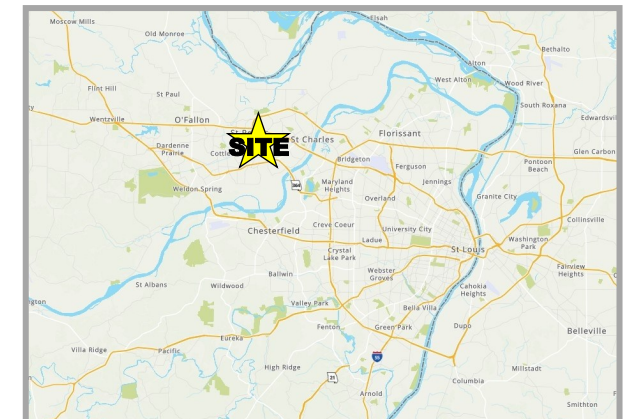 Moscow Mills
Elsah
Old Monroe
Bethalto
Alton
West Alton
Wood River
Flint Hill
St Paul
South Roxana
Wentzville
O'Fallon
Edwardsvi
St Charles
Florissant
SITE
Dardenne
Prairie
Cottl
Bridgeton
Glen Carbon
Ferguson
Pontoon
Beach
Weldon Spring
364
Maryland
Heights
Jennings
Overland
Granite City
Collinsville
Creve Coeur
University City
Chesterfield
Ladue
St Louis
Washington
Park
Crystal
Lake Park
Fairview
Heights
Ballwin
Webster
Groves
St Albans
Wildwood
Cahokia
Heights
Valley Park
Bella Villa
Fenton
Green Park
Dupo
Belleville
Eureka
Villa Ridge
Pacific
High Ridge
Millstadt
21
Columbia
Arnold
Smithton